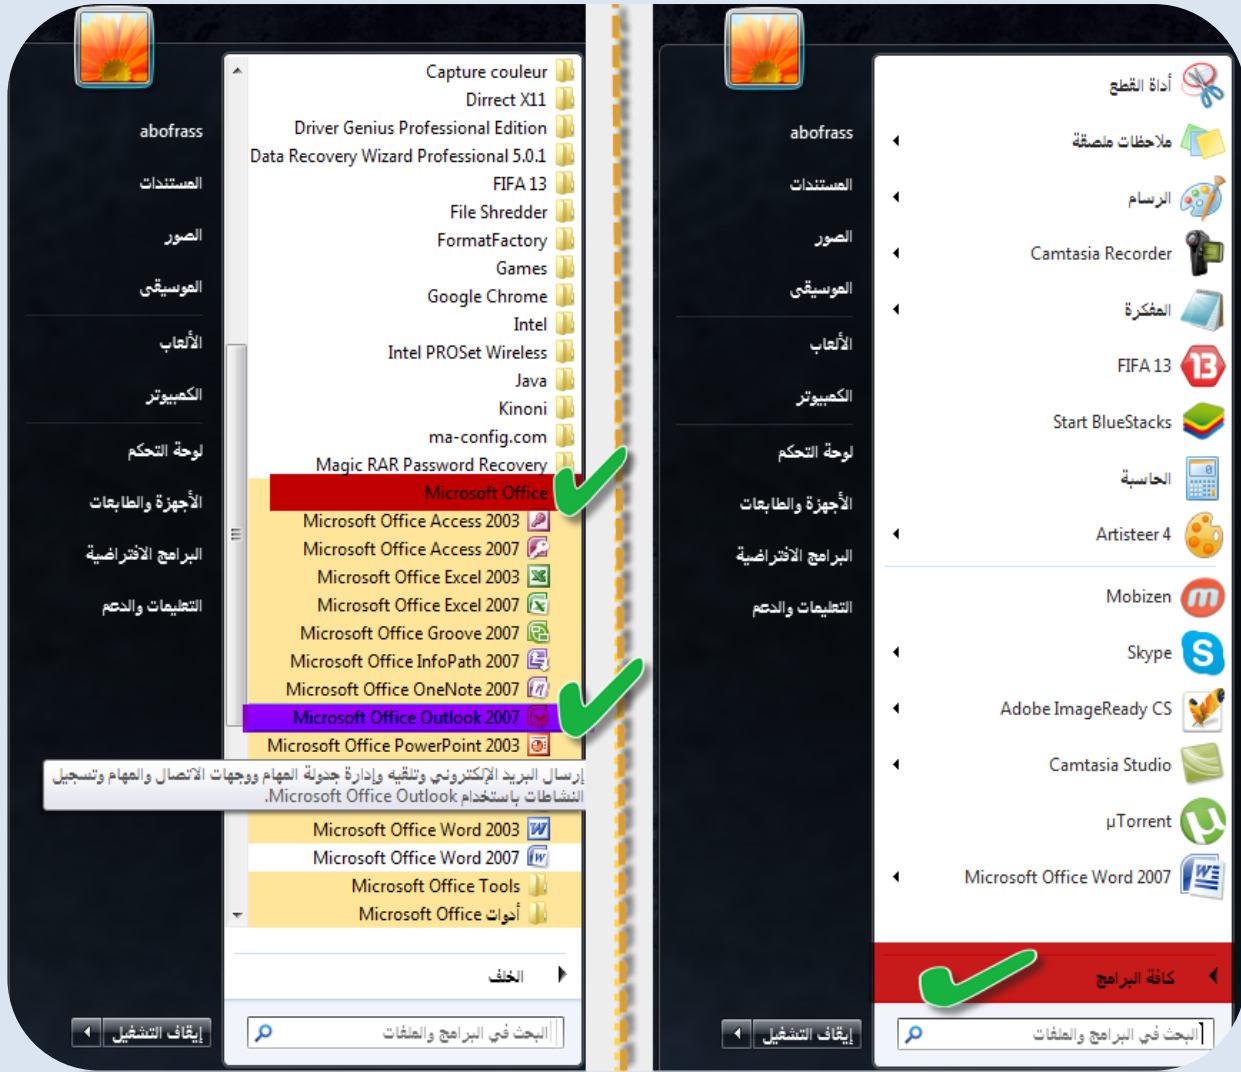 أداة القطع
ملاحظات ملصقة
الرسام
Camtasia Recorder
المفكرة
FIFA 13
Start BlueStacks
الحاسبة
Artisteer 4
Mobizen
Skype
Adobe ImageReady CS
Camtasia Studio
µTorrent
Microsoft Office Word 2007
كافة البرامج
البحث في البرامج والملفات
abofrass
المستندات
الصور
الموسيقى
الألعاب
الكمبيوتر
لوحة التحكم
الأجهزة والطابعات
البرامج الافتراضية
التعليمات والدعم
إيقاف التشغيل
Capture couleur
Dirrect X11
Driver Genius Professional Edition
Data Recovery Wizard Professional 5.0.1
FIFA 13
File Shredder
FormatFactory
Games
Google Chrome
Intel
Intel PROSet Wireless
Java
Kinoni
ma-config.com
Magic RAR Password Recovery
Microsoft Office
Microsoft Office Access 2003
Microsoft Office Access 2007
Microsoft Office Excel 2003
Microsoft Office Excel 2007
Microsoft Office Groove 2007
Microsoft Office InfoPath 2007
Microsoft Office OneNote 2007
Microsoft Office Outlook 2007
Microsoft Office PowerPoint 2003
إرسال البريد الإلكتروني وتلقيه وإدارة جدولة المهام ووجهات الاتصال والمهام وتسجيل
النشاطات باستخدام Microsoft Office Outlook.
Microsoft Office Word 2003
Microsoft Office Word 2007
Microsoft Office Tools
أدوات Microsoft Office
الخلف
البحث في البرامج والملفات
abofrass
المستندات
الصور
الموسيقى
الألعاب
الكمبيوتر
لوحة التحكم
الأجهزة والطابعات
البرامج الافتراضية
التعليمات والدعم
إيقاف التشغيل